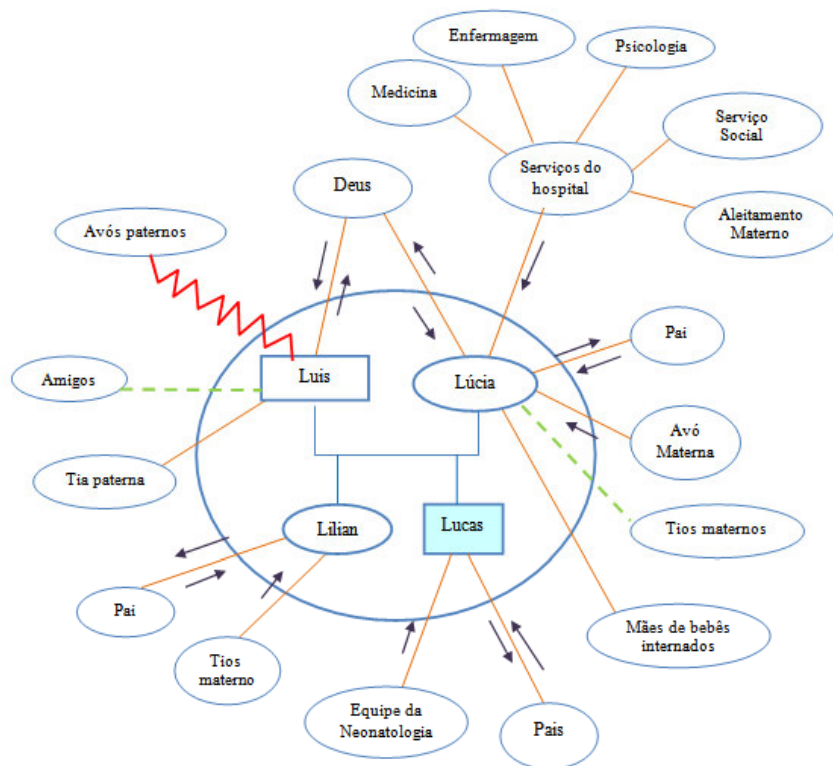 Enfermagem
Psicologia
Medicina
Serviço
Social
Serviços do
hospital
Deus
Aleitamento
Materno
Avós paternos
Luis
Lúcia
Pai
Amigos
Avó
Materna
Tia paterna
Lílian
Lucas
Tios maternos
Pai
Tios
materno
Mães de bebês
internados
Equipe da
Neonatologia
Pais